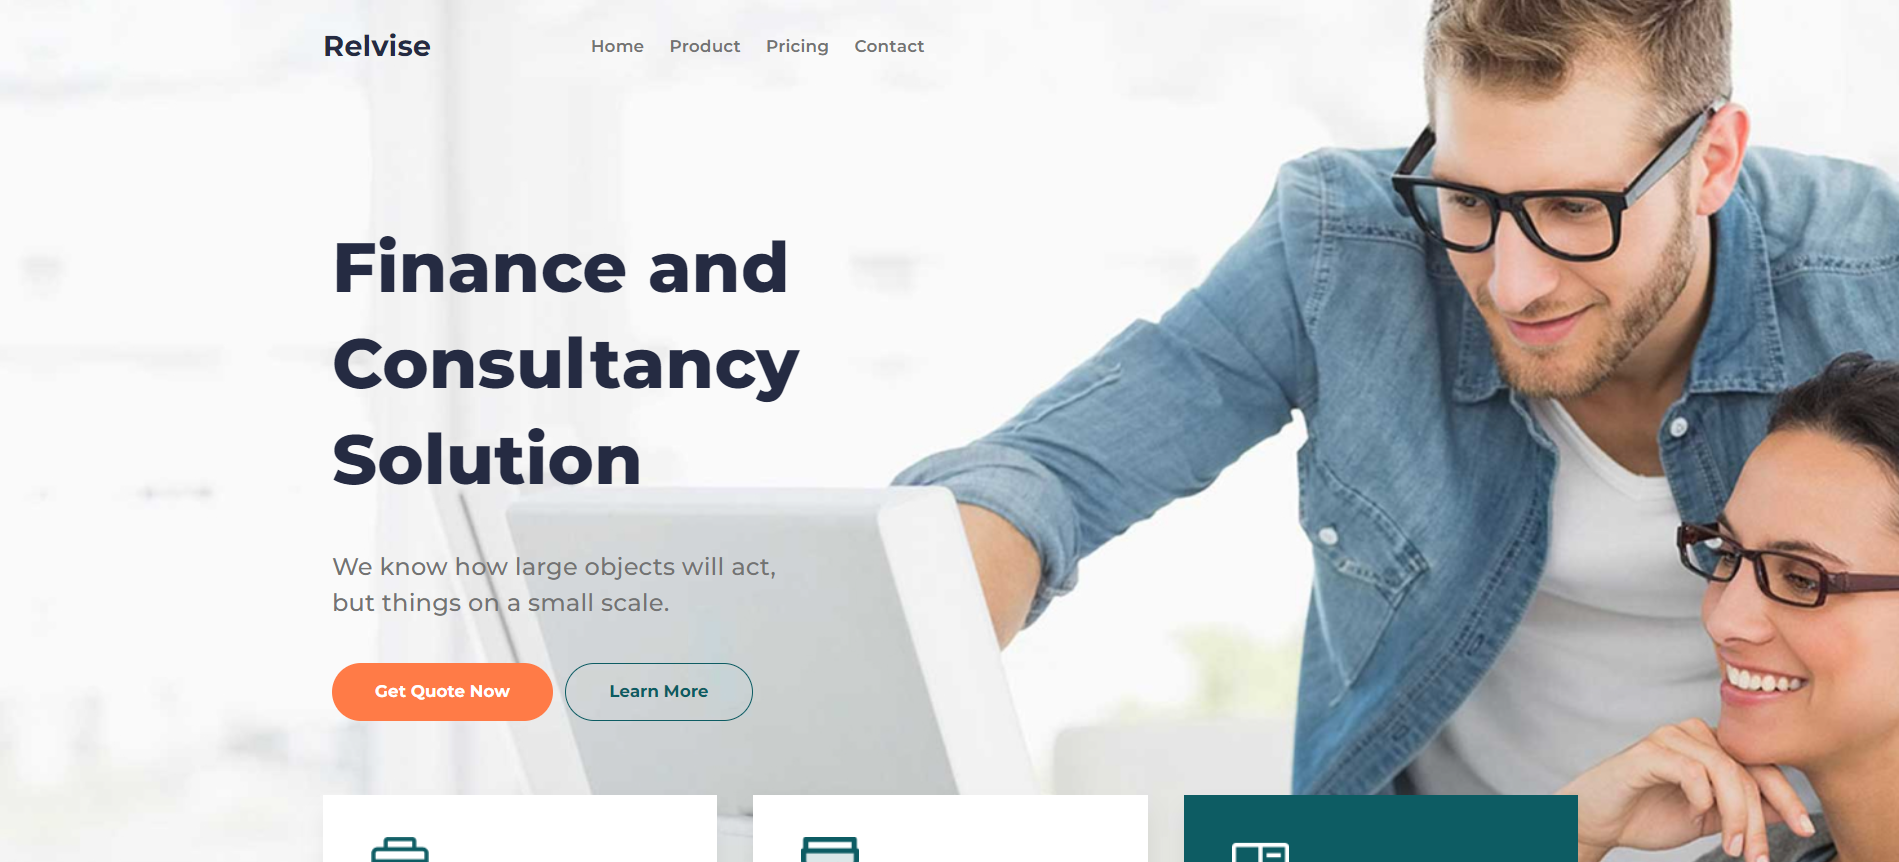 Relvise
Home Product Pricing Contact
Finance and
Consultancy
Solution
We know how large objects will act,
but things on a small scale.
Get Quote Now
Learn More